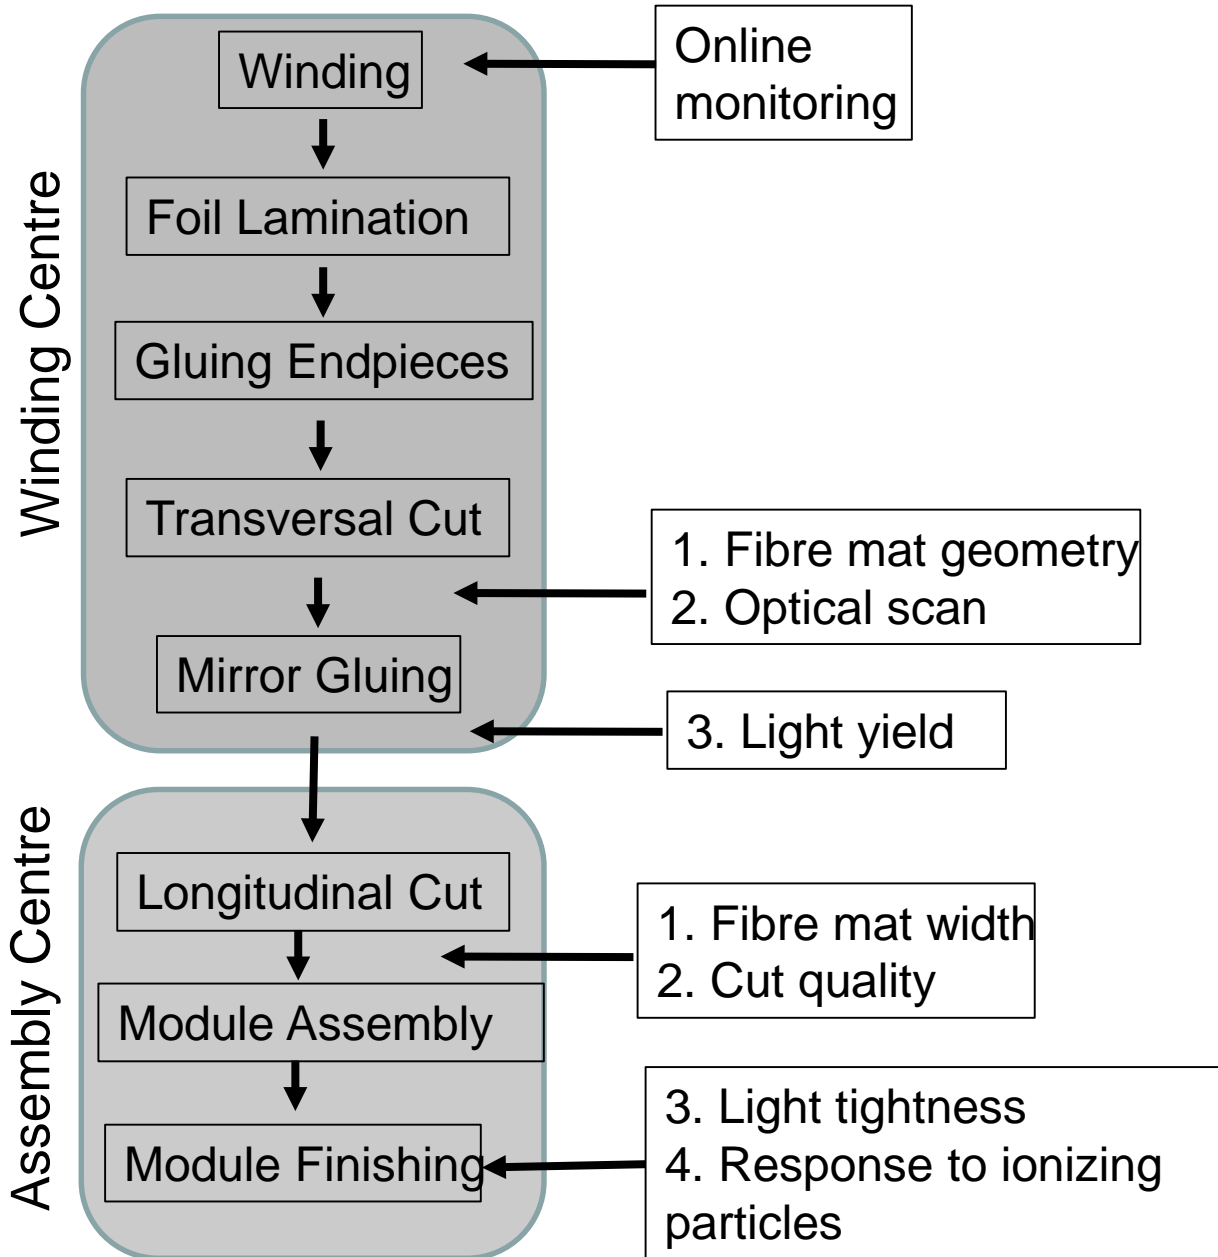 Winding Centre
Winding
Online
monitoring
Foil Lamination
Gluing Endpieces
Transversal Cut
1. Fibre mat geometry
2. Optical scan
Mirror Gluing
3. Light yield
Assembly Centre
Longitudinal Cut
1. Fibre mat width
2. Cut quality
Module Assembly
3. Light tightness
4. Response to ionizing
particles
Module Finishing